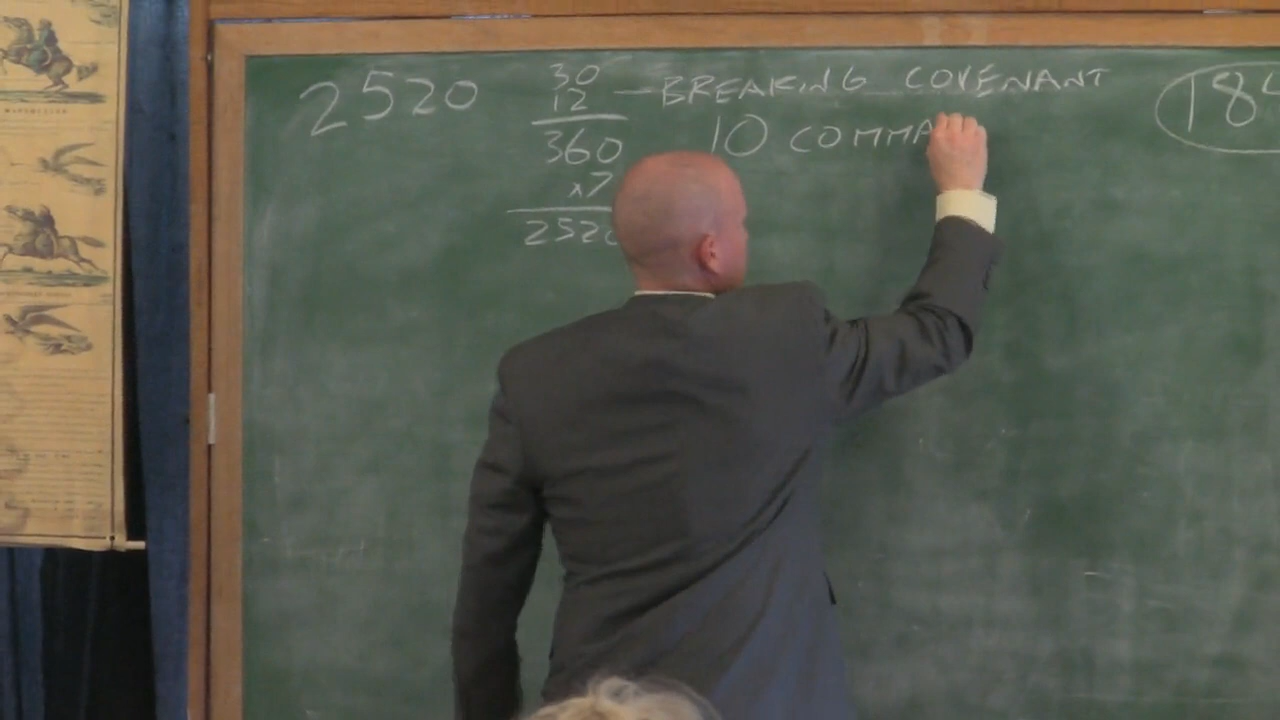 2520
30
12 — BREAKING COVENANT
360
10 COMMA
x7
2520
184